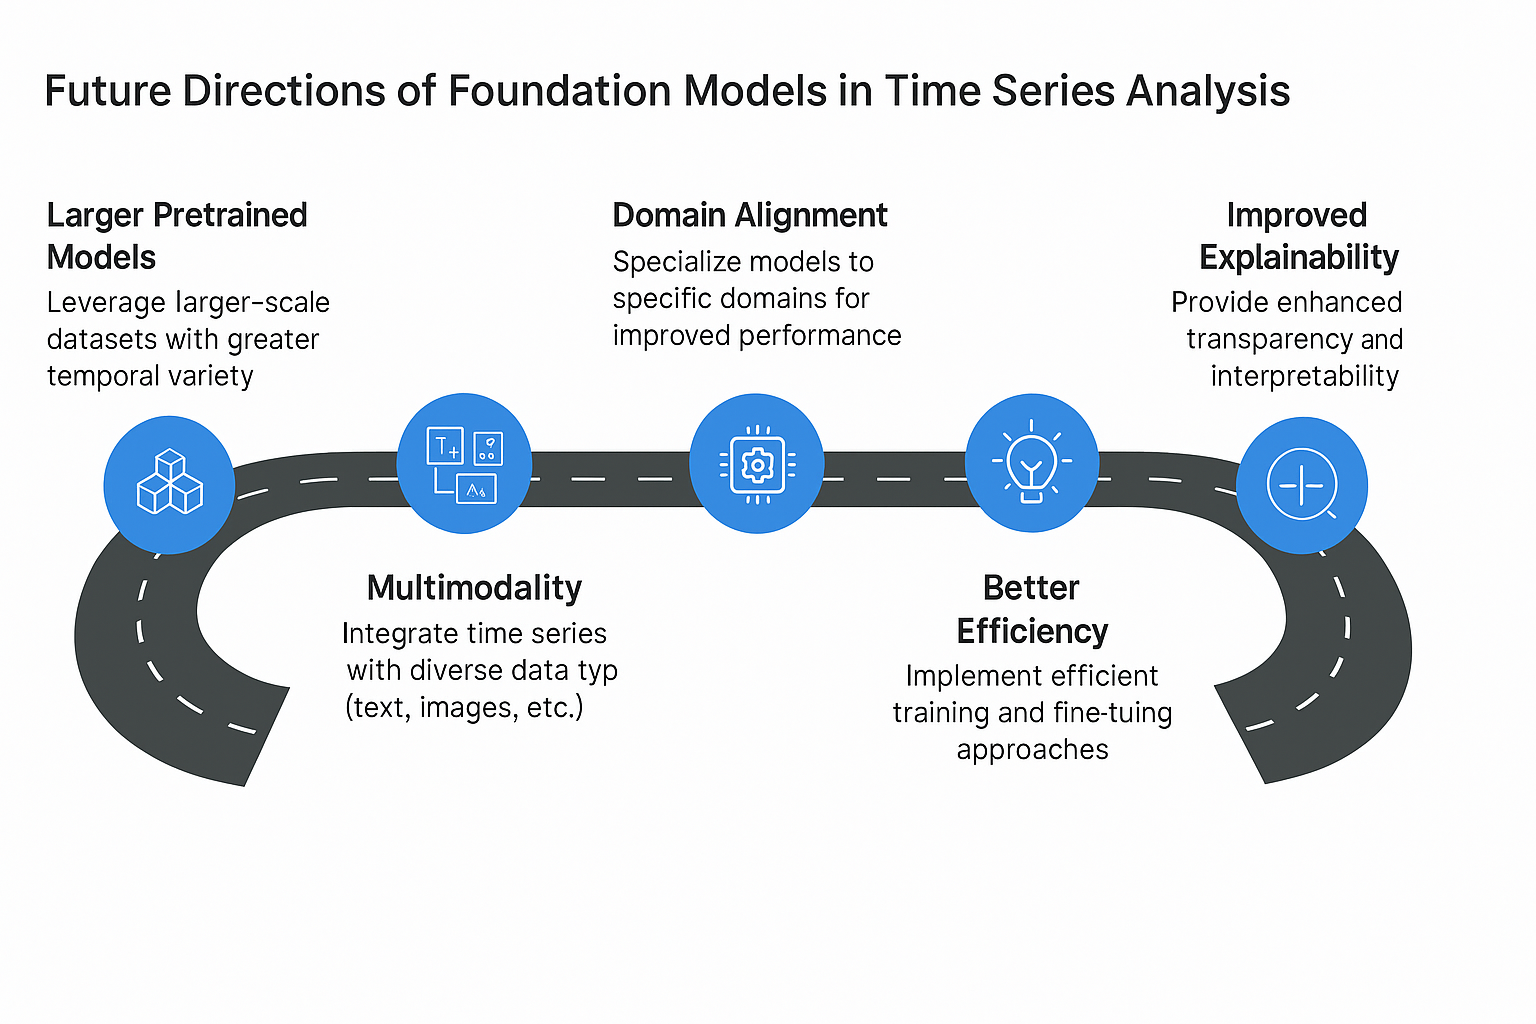 Future Directions of Foundation Models in Time Series Analysis
Larger Pretrained
Models
Leverage larger-scale
datasets with greater
temporal variety
Multimodality
Integrate time series
with diverse data typ
(text, images, etc.)
Domain Alignment
Specialize models to
specific domains for
improved performance
Better
Efficiency
Implement efficient
training and fine-tuing
approaches
Improved
Explainability
Provide enhanced
transparency and
interpretability
T+